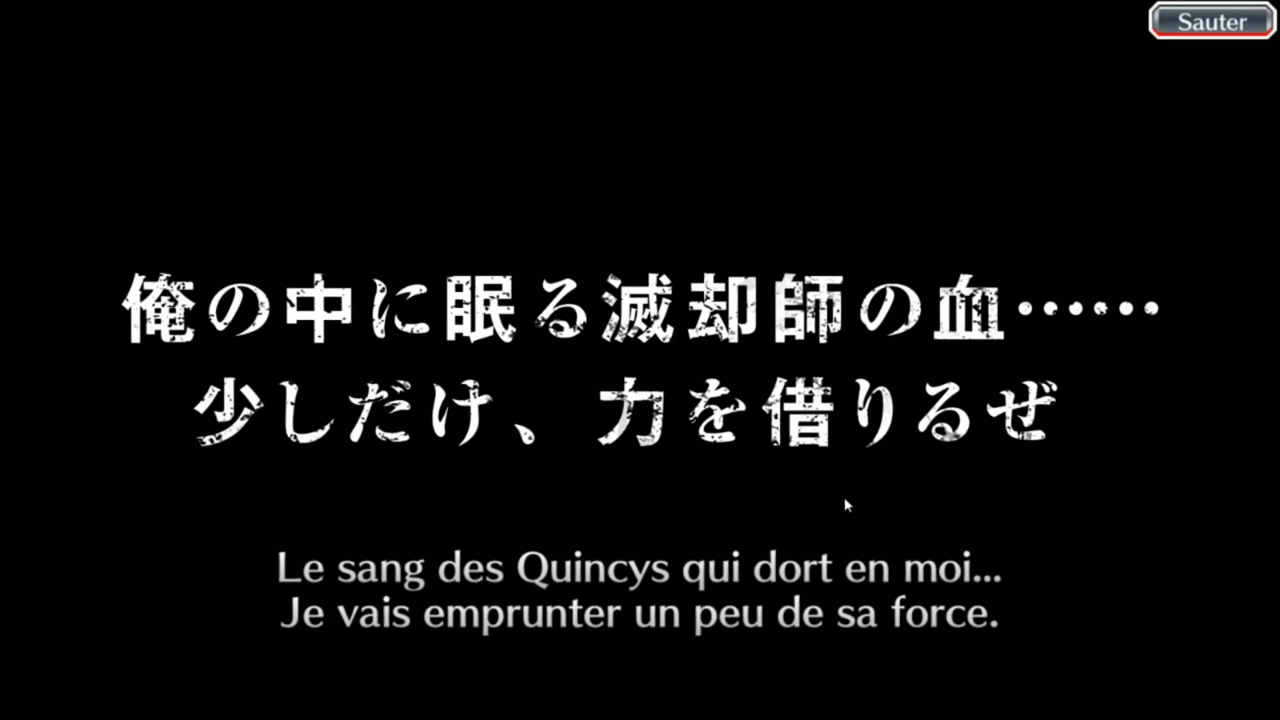 Sauter
俺の中に眠る滅却師の血……
少しだけ、力を借りるぜ
Le sang des Quincys qui dort en moi...
Je vais emprunter un peu de sa force.